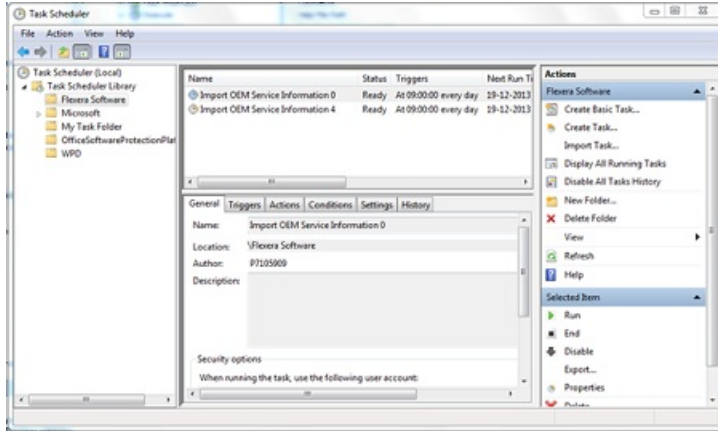 Task Scheduler
File Action View Help
Task Scheduler (Local)
Task Scheduler Library
Flexera Software
Microsoft
My Task Folder
OfficeSoftwareProtectionPlat
WPD
Name Status Triggers Next Run Ti
Import OEM Service Information 0 Ready At 09:00:00 every day 19-12-2013
Import OEM Service Information 4 Ready At 09:00:00 every day 19-12-2013
General Triggers Actions Conditions Settings History
Name: Import OEM Service Information 0
Location: \Flexera Software
Author: P7105909
Description:
Security options
When running the task, use the following user account:
Actions
Flexera Software
Create Basic Task...
Create Task...
Import Task...
Display All Running Tasks
Disable All Tasks History
New Folder...
Delete Folder
View
Refresh
Help
Selected Item
Run
End
Disable
Export...
Properties
Delete